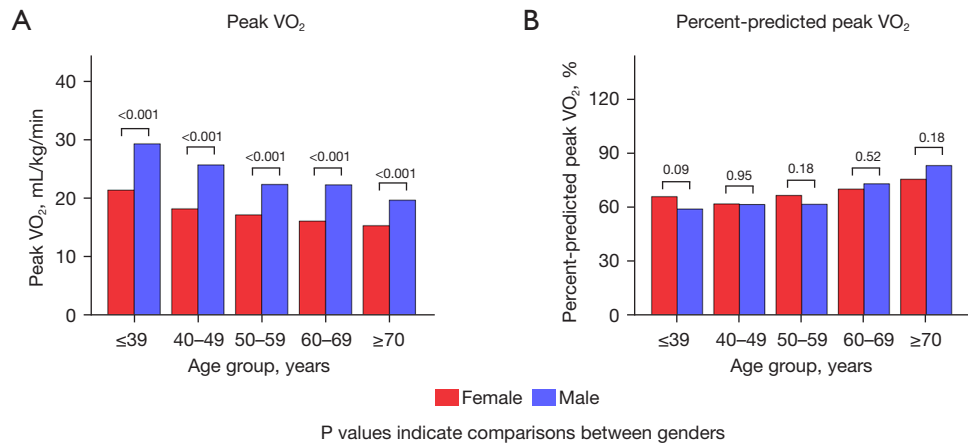 A
Peak VO₂
Peak VO₂, mL/kg/min
40
30
20
10
0
<0.001
<0.001
<0.001
<0.001
<0.001
≤39
40–49
50–59
60–69
≥70
Age group, years
B
Percent-predicted peak VO₂
Percent-predicted peak VO₂, %
120
90
60
30
0
0.09
0.95
0.18
0.52
0.18
≤39
40–49
50–59
60–69
≥70
Age group, years
Female
Male
P values indicate comparisons between genders